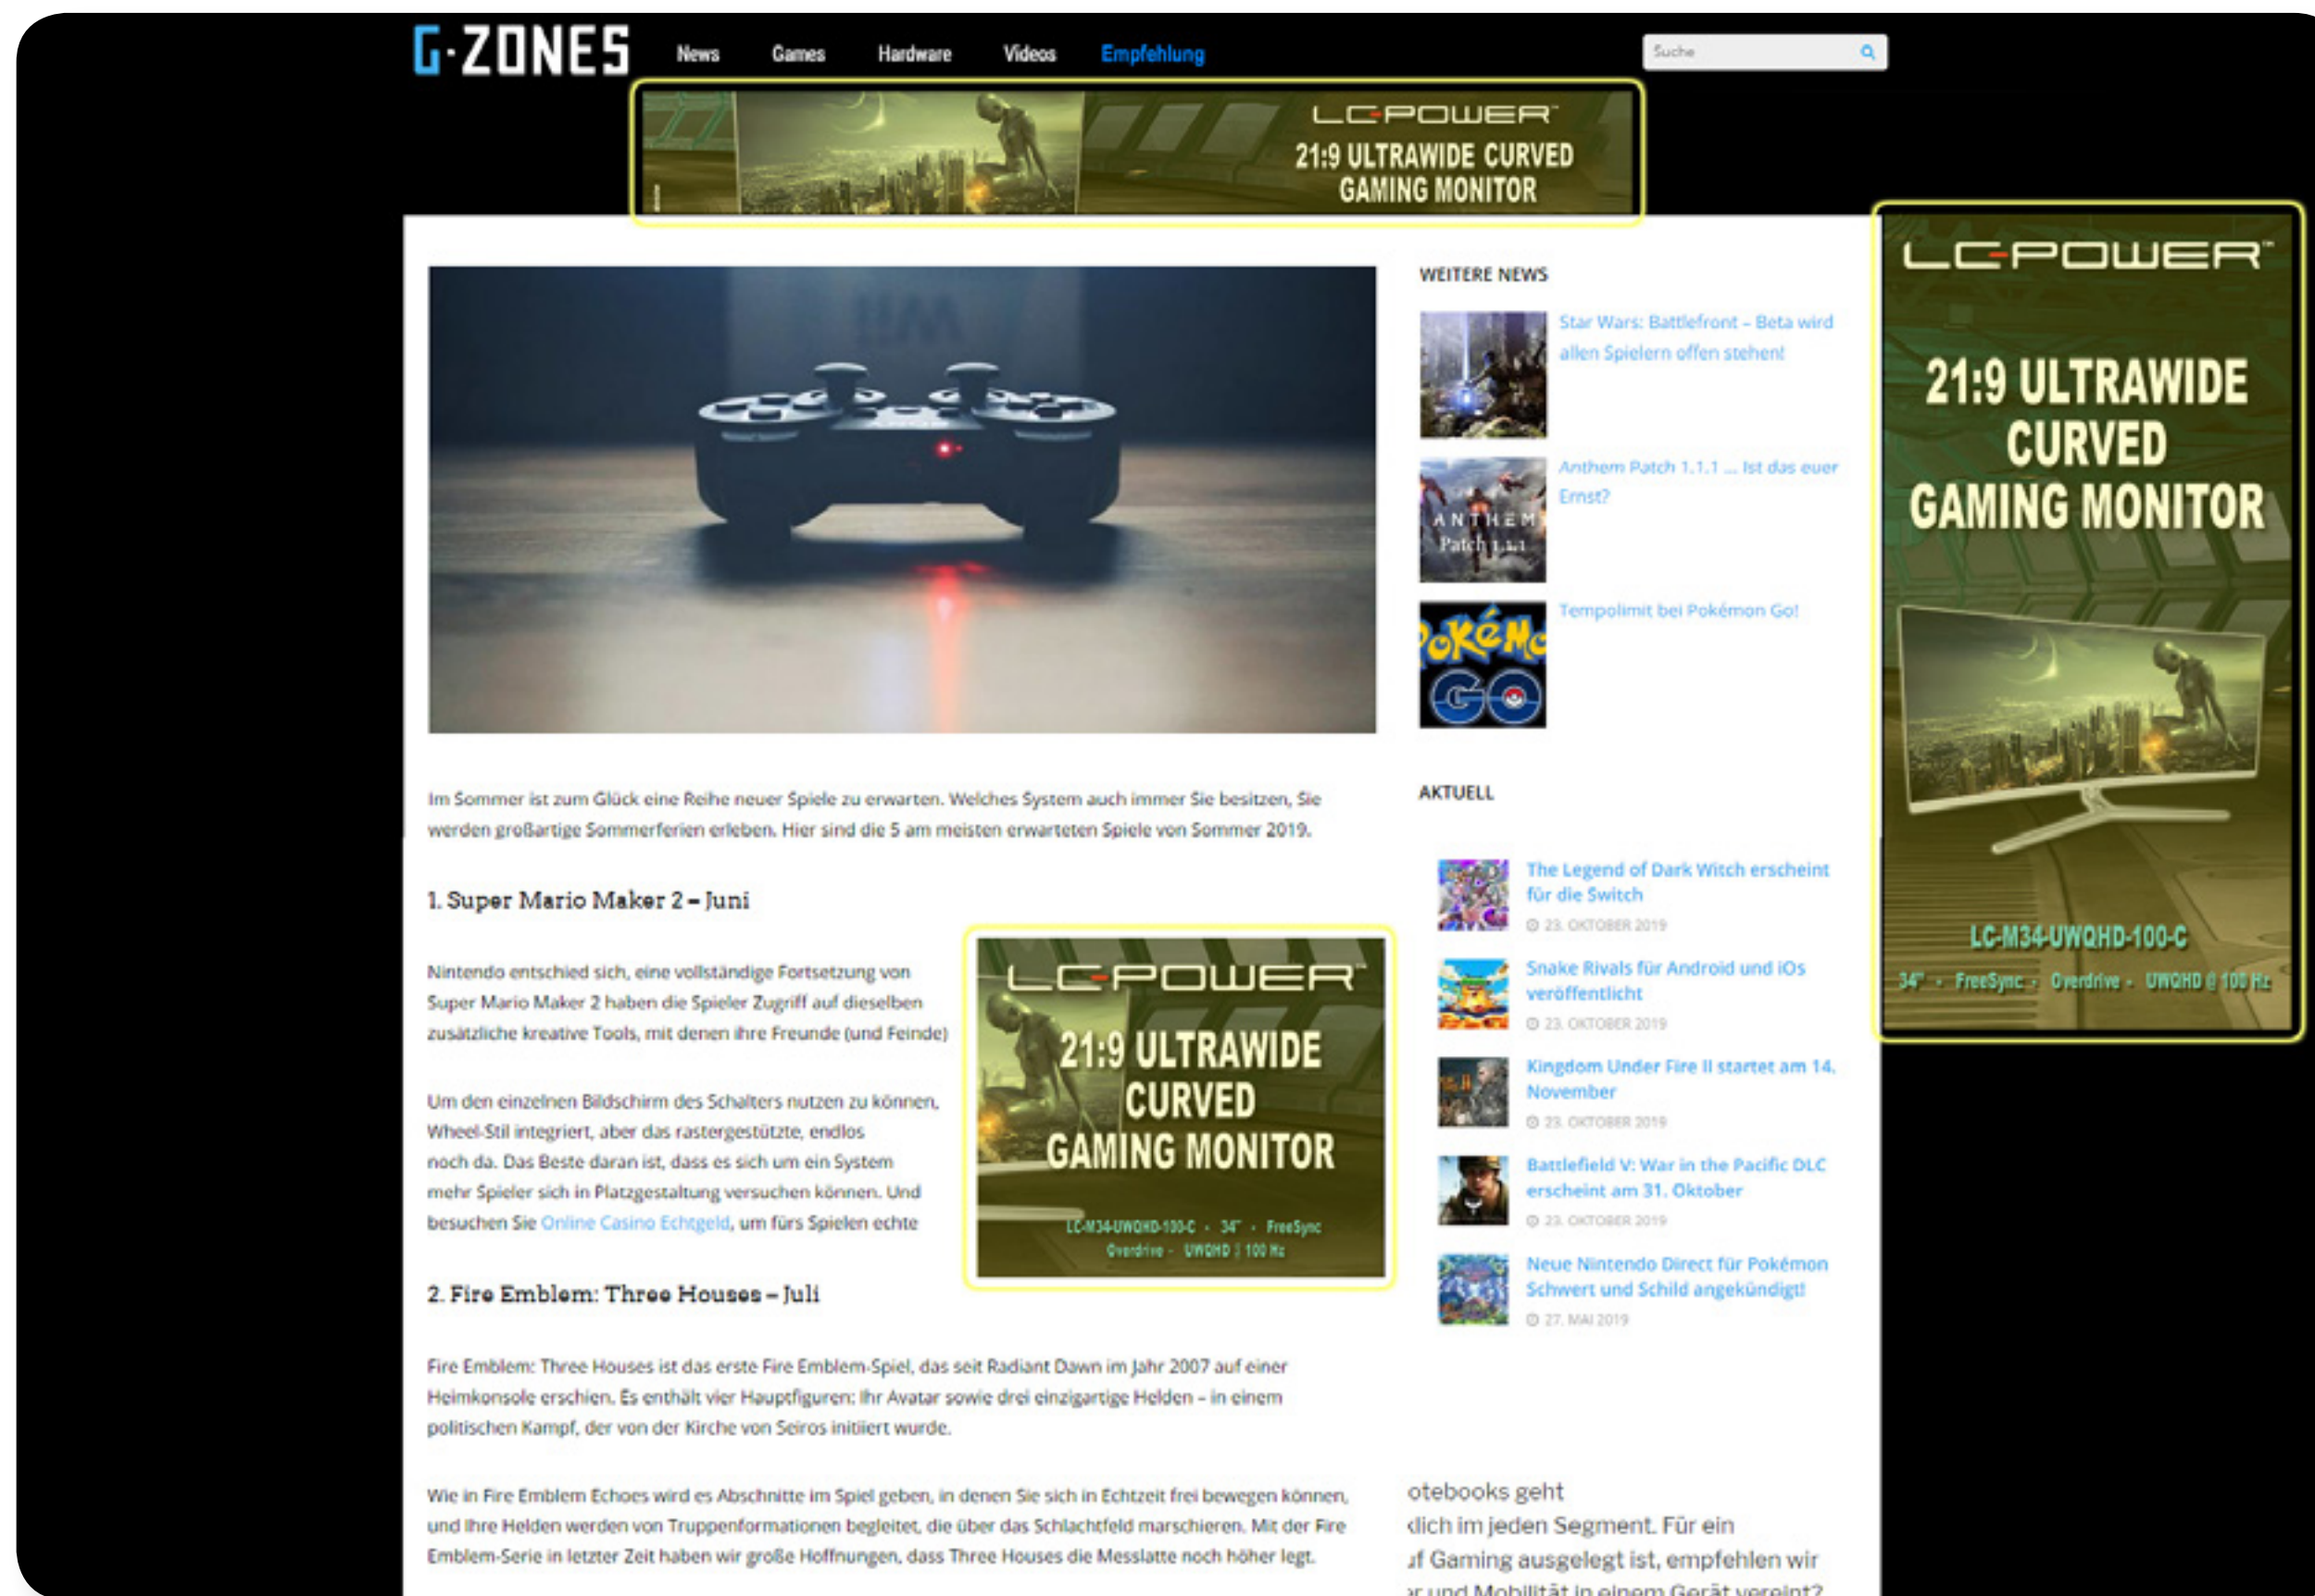 G-ZONES
News Games Hardware Videos Empfehlung
Suche
LC-POWER™
21:9 ULTRAWIDE CURVED
GAMING MONITOR
Im Sommer ist zum Glück eine Reihe neuer Spiele zu erwarten. Welches System auch immer Sie besitzen, Sie
werden großartige Sommerferien erleben. Hier sind die 5 am meisten erwarteten Spiele von Sommer 2019.
1. Super Mario Maker 2 – Juni
Nintendo entschied sich, eine vollständige Fortsetzung von
Super Mario Maker 2 haben die Spieler Zugriff auf dieselben
zusätzliche kreative Tools, mit denen ihre Freunde (und Feinde)
Um den einzelnen Bildschirm des Schalters nutzen zu können,
Wheel-Stil integriert, aber das rastergestützte, endlos
noch da. Das Beste daran ist, dass es sich um ein System
mehr Spieler sich in Platzgestaltung versuchen können. Und
besuchen Sie Online Casino Echtgeld, um fürs Spielen echte
LC-POWER™
21:9 ULTRAWIDE
CURVED
GAMING MONITOR
LC-M34-UWQHD-100-C - 34" - FreeSync
Overdrive - UWQHD @ 100 Hz
2. Fire Emblem: Three Houses – Juli
Fire Emblem: Three Houses ist das erste Fire Emblem-Spiel, das seit Radiant Dawn im Jahr 2007 auf einer
Heimkonsole erschien. Es enthält vier Hauptfiguren: Ihr Avatar sowie drei einzigartige Helden – in einem
politischen Kampf, der von der Kirche von Seiros initiiert wurde.
Wie in Fire Emblem Echoes wird es Abschnitte im Spiel geben, in denen Sie sich in Echtzeit frei bewegen können,
und Ihre Helden werden von Truppenformationen begleitet, die über das Schlachtfeld marschieren. Mit der Fire
Emblem-Serie in letzter Zeit haben wir große Hoffnungen, dass Three Houses die Messlatte noch höher legt.
WEITERE NEWS
Star Wars: Battlefront – Beta wird
allen Spielern offen stehen!
ANTHEM
Patch 1.1.1
Anthem Patch 1.1.1 ... Ist das euer
Ernst?
POKéMO
GO
Tempolimit bei Pokémon Go!
AKTUELL
The Legend of Dark Witch erscheint
für die Switch
23. OKTOBER 2019
Snake Rivals für Android und iOs
veröffentlicht
23. OKTOBER 2019
Kingdom Under Fire II startet am 14.
November
23. OKTOBER 2019
Battlefield V: War in the Pacific DLC
erscheint am 31. Oktober
23. OKTOBER 2019
Neue Nintendo Direct für Pokémon
Schwert und Schild angekündigt!
27. MAI 2019
otebooks geht
klich im jeden Segment. Für ein
uf Gaming ausgelegt ist, empfehlen wir
er und Mobilität in einem Gerät vereint?
LC-POWER™
21:9 ULTRAWIDE
CURVED
GAMING MONITOR
LC-M34-UWQHD-100-C
34" - FreeSync - Overdrive - UWQHD @ 100 Hz